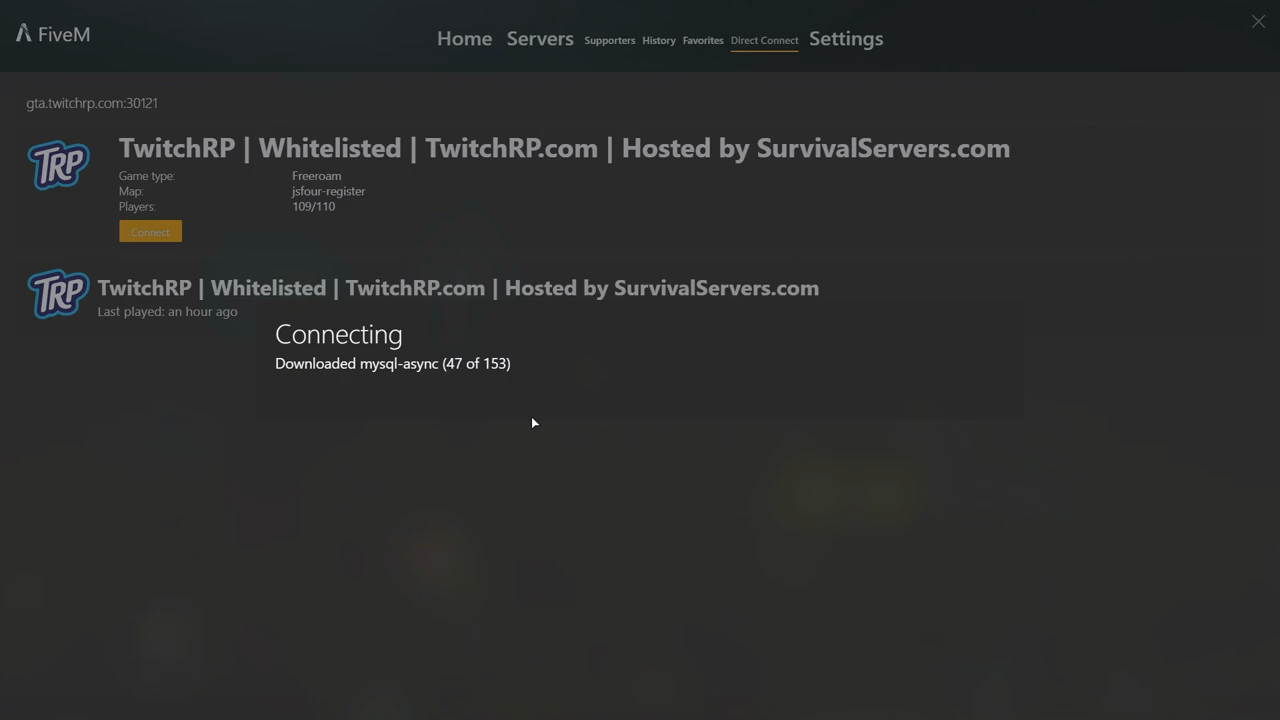 FiveM
Home Servers Supporters History Favorites Direct Connect Settings
gta.twitchrp.com:30121
TRP
TwitchRP | Whitelisted | TwitchRP.com | Hosted by SurvivalServers.com
Game type: Freeroam
Map: jsfour-register
Players: 109/110
Connect
TRP
TwitchRP | Whitelisted | TwitchRP.com | Hosted by SurvivalServers.com
Last played: an hour ago
Connecting
Downloaded mysql-async (47 of 153)